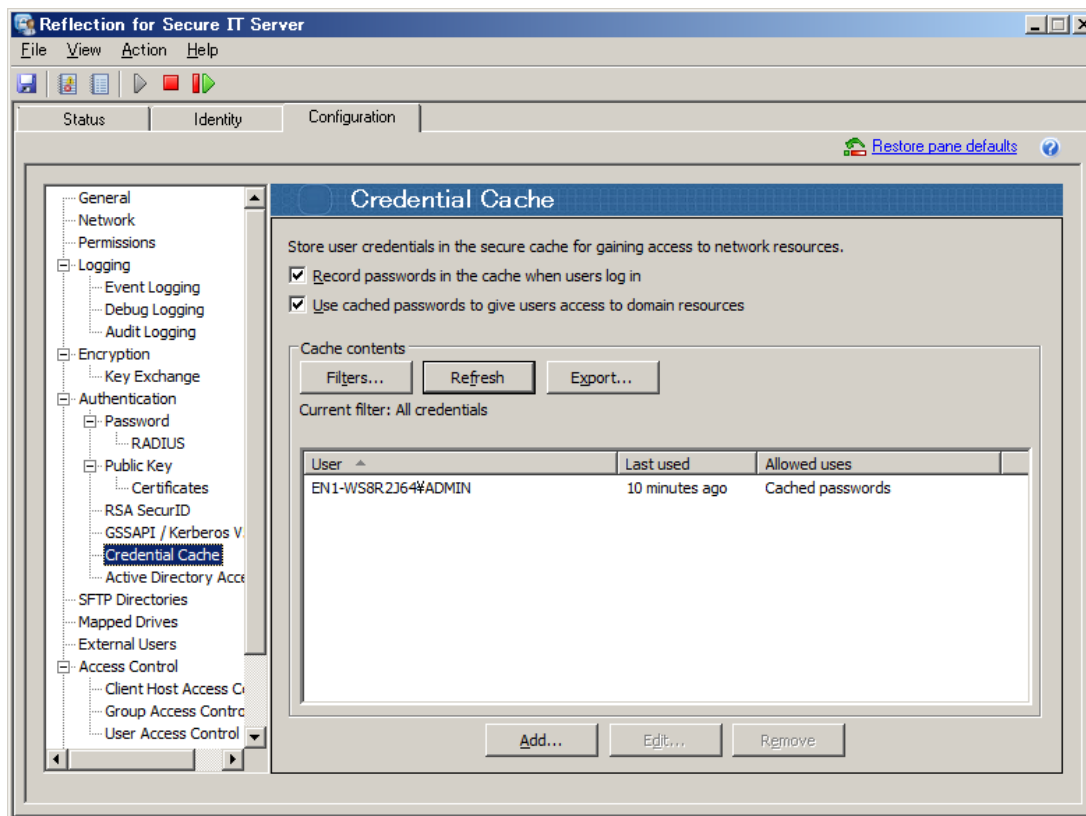 Reflection for Secure IT Server
File View Action Help
Status Identity Configuration
Restore pane defaults
General
Network
Permissions
Logging
Event Logging
Debug Logging
Audit Logging
Encryption
Key Exchange
Authentication
Password
RADIUS
Public Key
Certificates
RSA SecurID
GSSAPI / Kerberos V
Credential Cache
Active Directory Acce
SFTP Directories
Mapped Drives
External Users
Access Control
Client Host Access C
Group Access Contro
User Access Control
Credential Cache
Store user credentials in the secure cache for gaining access to network resources.
Record passwords in the cache when users log in
Use cached passwords to give users access to domain resources
Cache contents
Filters... Refresh Export...
Current filter: All credentials
User Last used Allowed uses
EN1-WS8R2J64¥ADMIN 10 minutes ago Cached passwords
Add... Edit... Remove